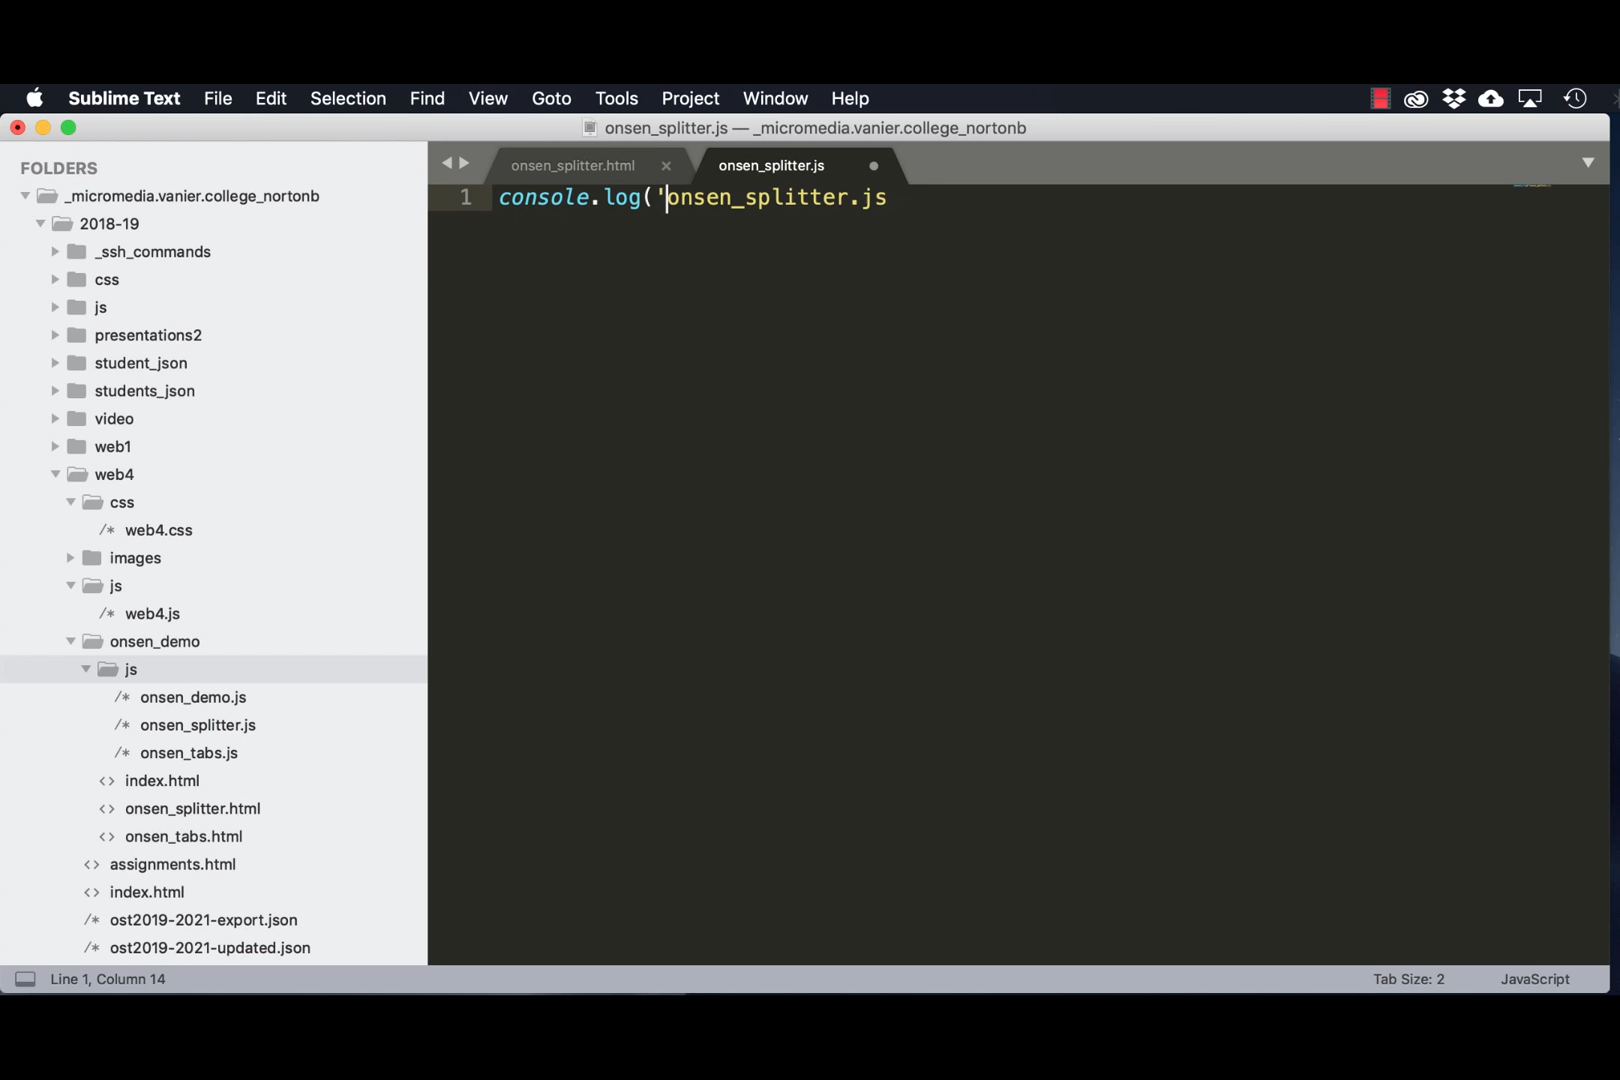 Sublime Text File Edit Selection Find View Goto Tools Project Window Help
onsen_splitter.js — _micromedia.vanier.college_nortonb
FOLDERS
_micromedia.vanier.college_nortonb
2018-19
_ssh_commands
css
js
presentations2
student_json
students_json
video
web1
web4
css
/* web4.css
images
js
/* web4.js
onsen_demo
js
/* onsen_demo.js
/* onsen_splitter.js
/* onsen_tabs.js
<> index.html
<> onsen_splitter.html
<> onsen_tabs.html
<> assignments.html
<> index.html
/* ost2019-2021-export.json
/* ost2019-2021-updated.json
onsen_splitter.html × onsen_splitter.js
1 console.log('onsen_splitter.js
Line 1, Column 14 Tab Size: 2 JavaScript